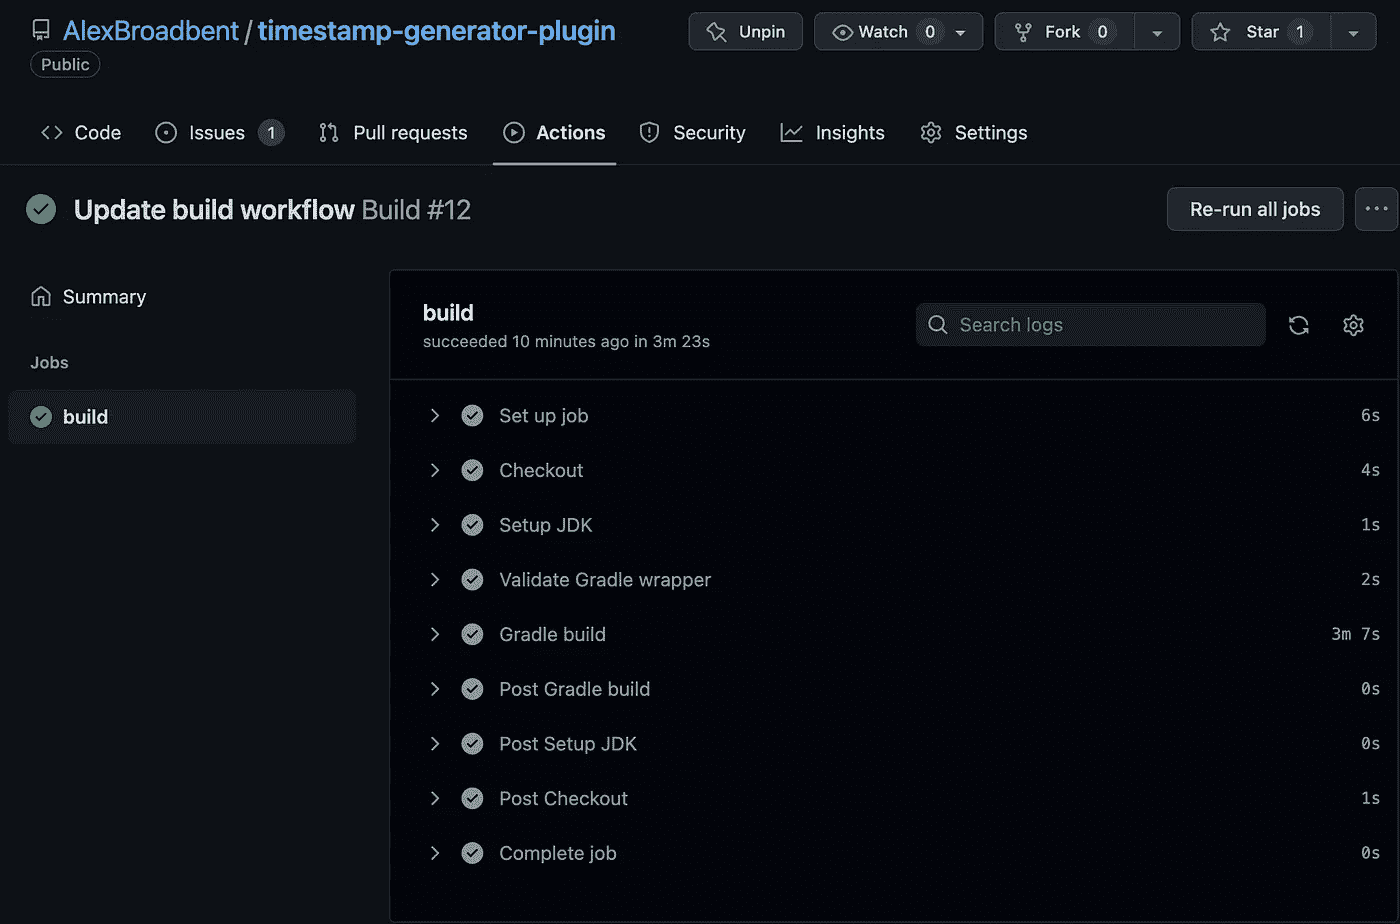 AlexBroadbent / timestamp-generator-plugin
Unpin
Watch 0
Fork 0
Star 1
Public
Code
Issues 1
Pull requests
Actions
Security
Insights
Settings
Update build workflow Build #12
Re-run all jobs
Summary
Jobs
build
build
succeeded 10 minutes ago in 3m 23s
Search logs
Set up job 6s
Checkout 4s
Setup JDK 1s
Validate Gradle wrapper 2s
Gradle build 3m 7s
Post Gradle build 0s
Post Setup JDK 0s
Post Checkout 1s
Complete job 0s